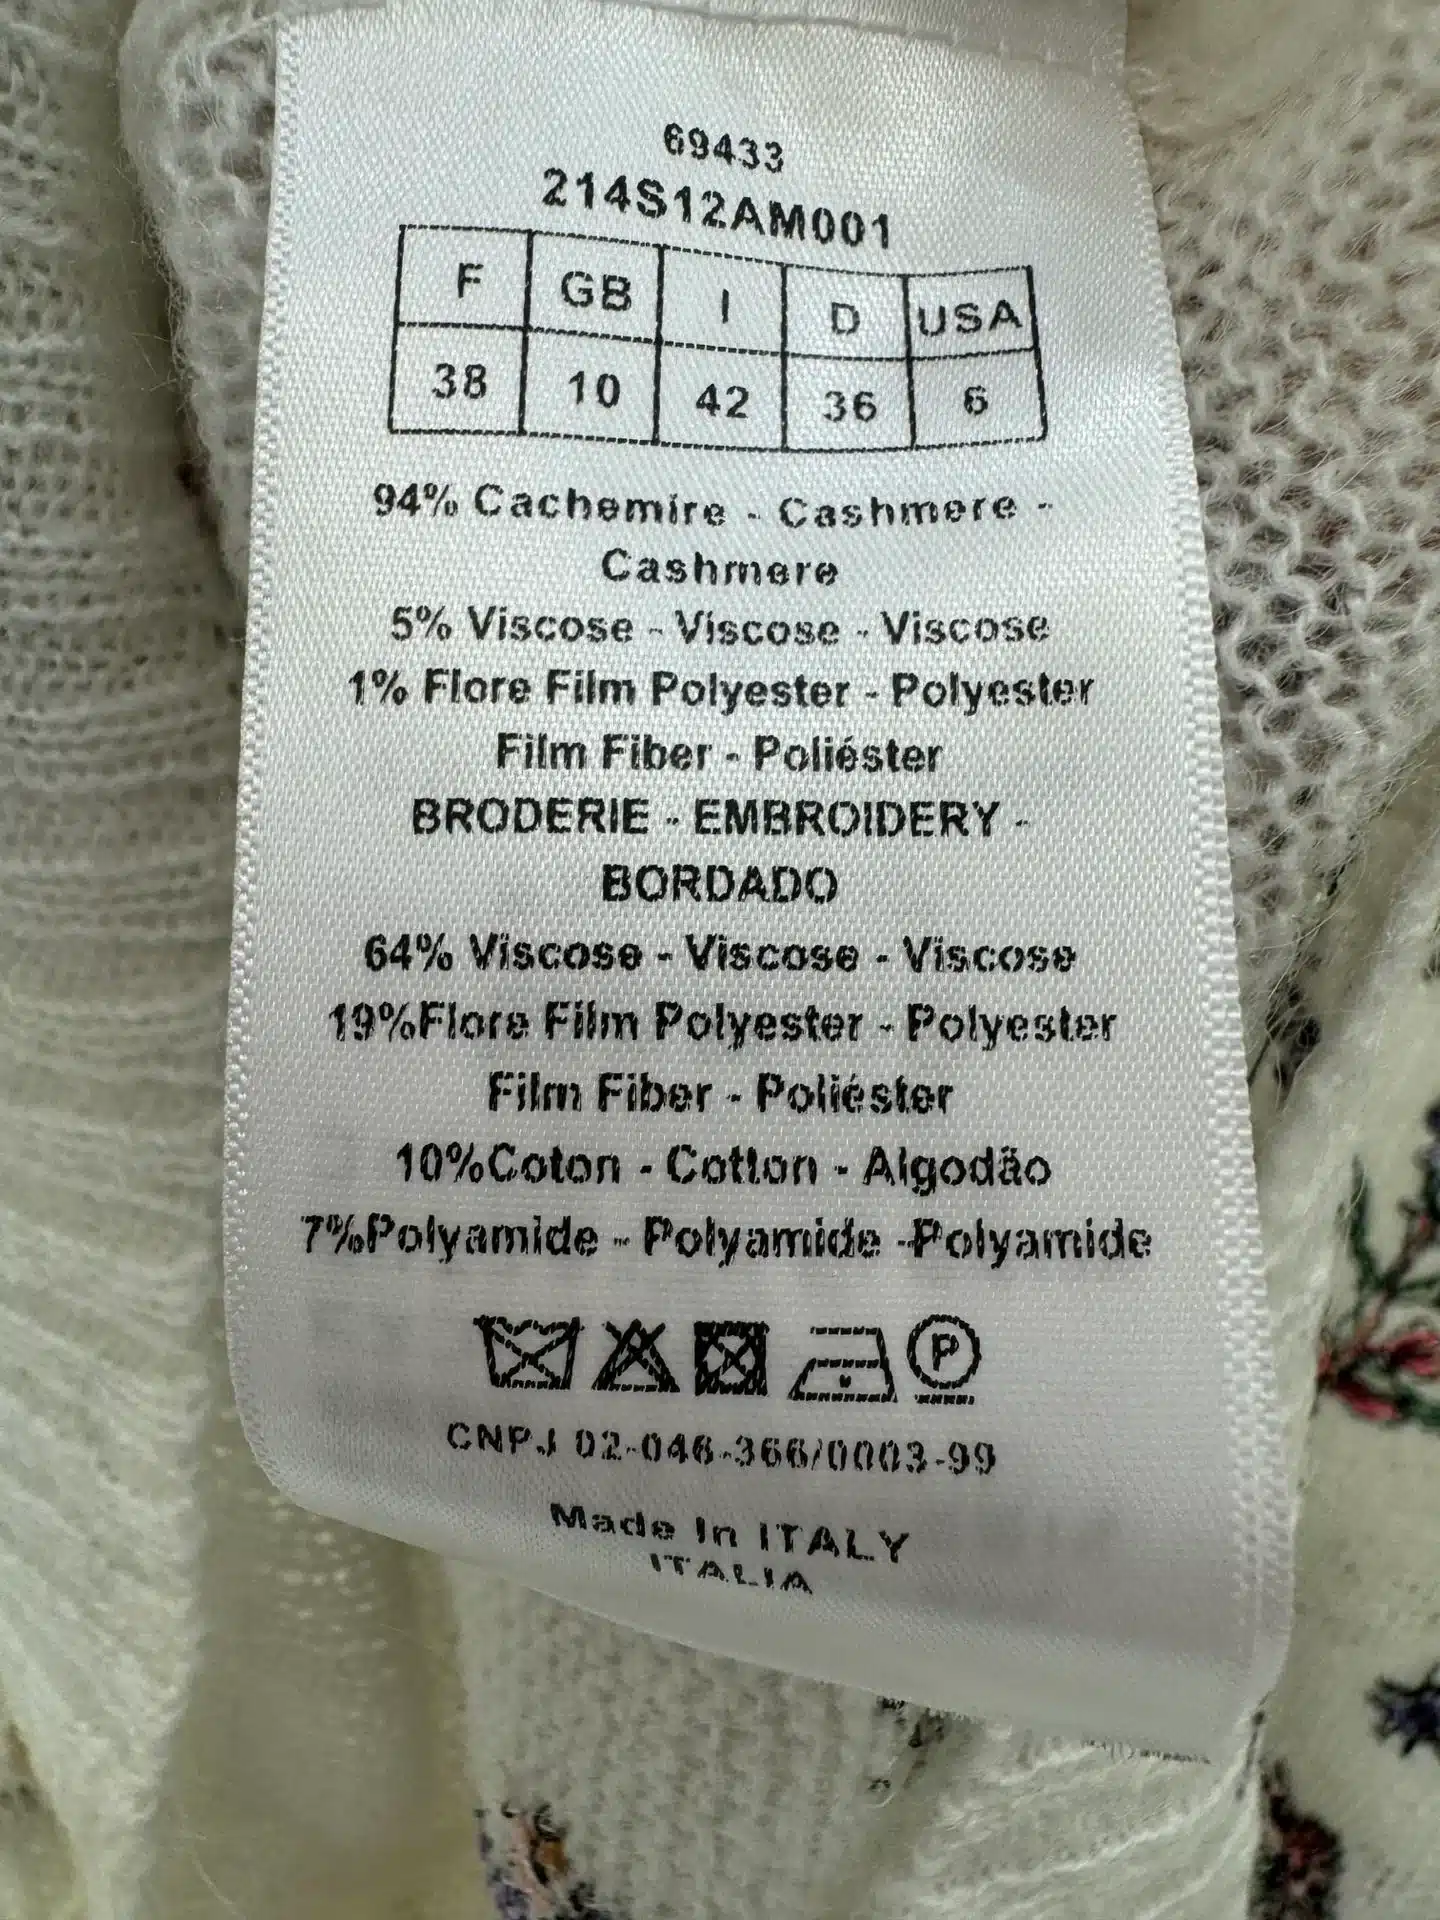 69433
214S12AM001
F GB I D USA
38 10 42 36 6
94% Cachemire - Cashmere -
Cashmere
5% Viscose - Viscose - Viscose
1% Flore Film Polyester - Polyester
Film Fiber - Poliéster
BRODERIE - EMBROIDERY -
BORDADO
64% Viscose - Viscose - Viscose
19%Flore Film Polyester - Polyester
Film Fiber - Poliéster
10%Coton - Cotton - Algodão
7%Polyamide - Polyamide -Polyamide
P
CNPJ 02-046-366/0003-99
Made In ITALY
ITALIA